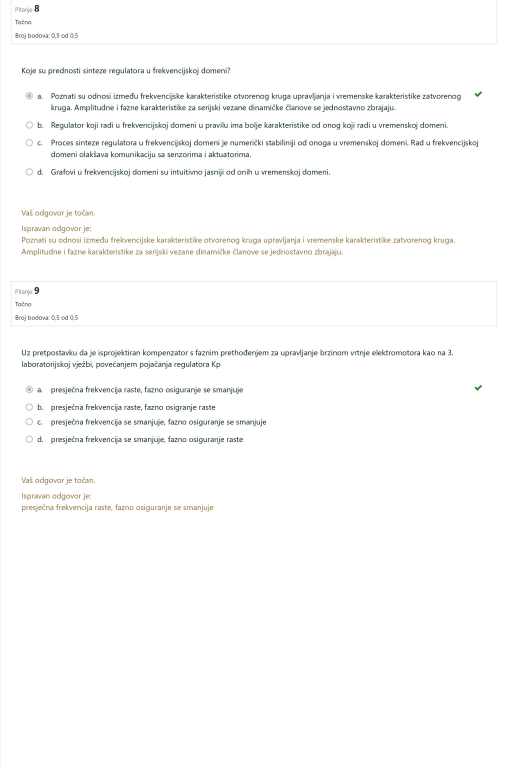 Pitanje 8
Točno
Broj bodova: 0,5 od 0,5
Koje su prednosti sinteze regulatora u frekvencijskoj domeni?
a. Poznati su odnosi između frekvencijske karakteristike otvorenog kruga upravljanja i vremenske karakteristike zatvorenog
kruga. Amplitudne i fazne karakteristike za serijski vezane dinamičke članove se jednostavno zbrajaju.
b. Regulator koji radi u frekvencijskoj domeni u pravilu ima bolje karakteristike od onog koji radi u vremenskoj domeni.
c. Proces sinteze regulatora u frekvencijskoj domeni je numerički stabilniji od onoga u vremenskoj domeni. Rad u frekvencijskoj
domeni olakšava komunikaciju sa senzorima i aktuatorima.
d. Grafovi u frekvencijskoj domeni su intuitivno jasniji od onih u vremenskoj domeni.
Vaš odgovor je točan.
Ispravan odgovor je:
Poznati su odnosi između frekvencijske karakteristike otvorenog kruga upravljanja i vremenske karakteristike zatvorenog kruga.
Amplitudne i fazne karakteristike za serijski vezane dinamičke članove se jednostavno zbrajaju.
Pitanje 9
Točno
Broj bodova: 0,5 od 0,5
Uz pretpostavku da je isprojektiran kompenzator s faznim prethođenjem za upravljanje brzinom vrtnje elektromotora kao na 3.
laboratorijskoj vježbi, povećanjem pojačanja regulatora Kp
a. presječna frekvencija raste, fazno osiguranje se smanjuje
b. presječna frekvencija raste, fazno osigranje raste
c. presječna frekvencija se smanjuje, fazno osiguranje se smanjuje
d. presječna frekvencija se smanjuje, fazno osiguranje raste
Vaš odgovor je točan.
Ispravan odgovor je:
presječna frekvencija raste, fazno osiguranje se smanjuje